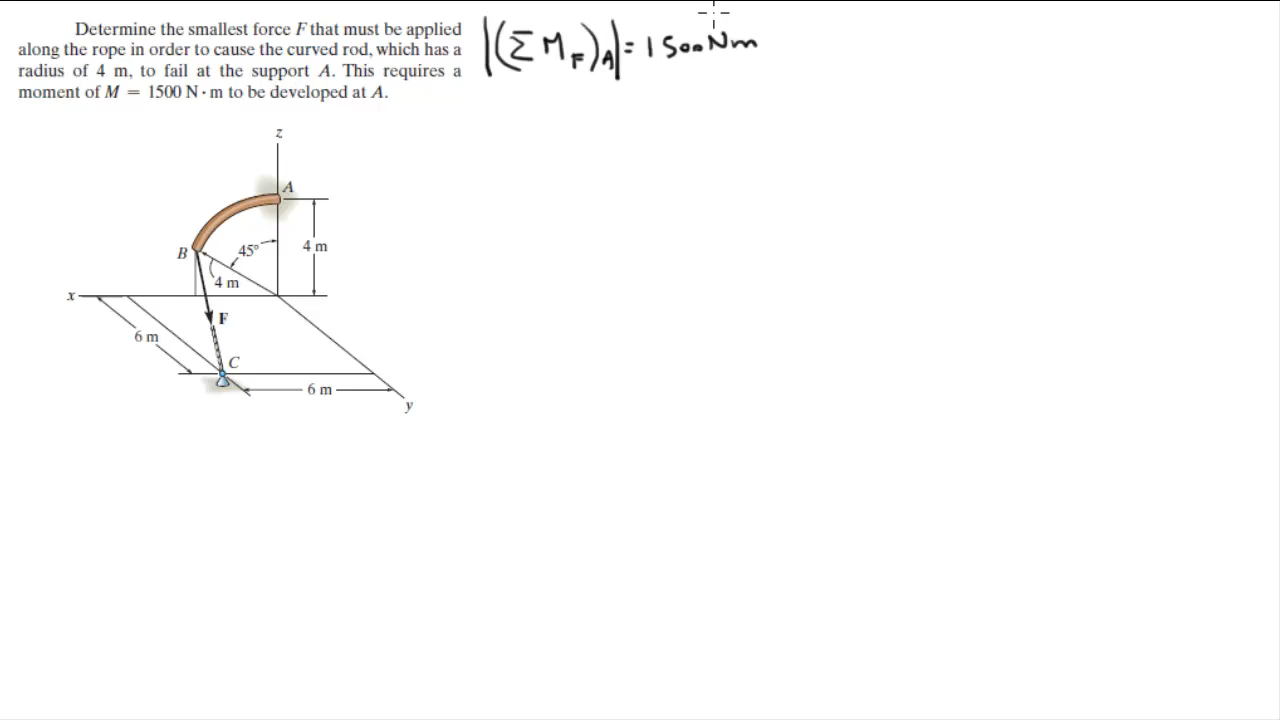 Determine the smallest force F that must be applied
along the rope in order to cause the curved rod, which has a
radius of 4 m, to fail at the support A. This requires a
moment of M = 1500 N · m to be developed at A.
|(Σ M_F)_A| = 1500 Nm
z
A
B
45°
4 m
4 m
x
F
6 m
C
6 m
y